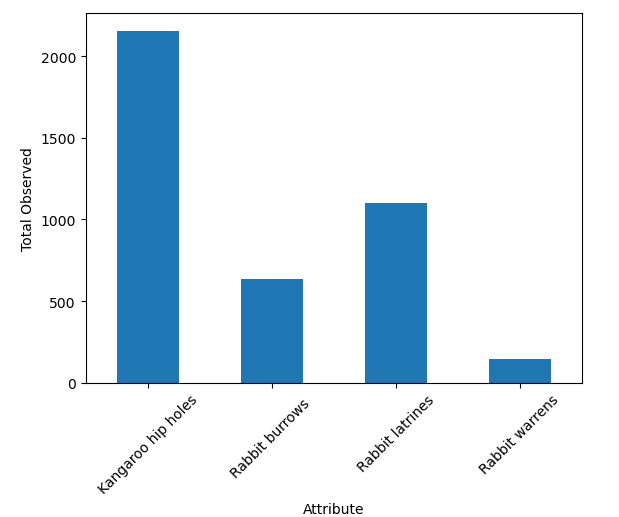 2000
1500
1000
500
0
Total Observed
Kangaroo hip holes
Rabbit burrows
Rabbit latrines
Rabbit warrens
Attribute